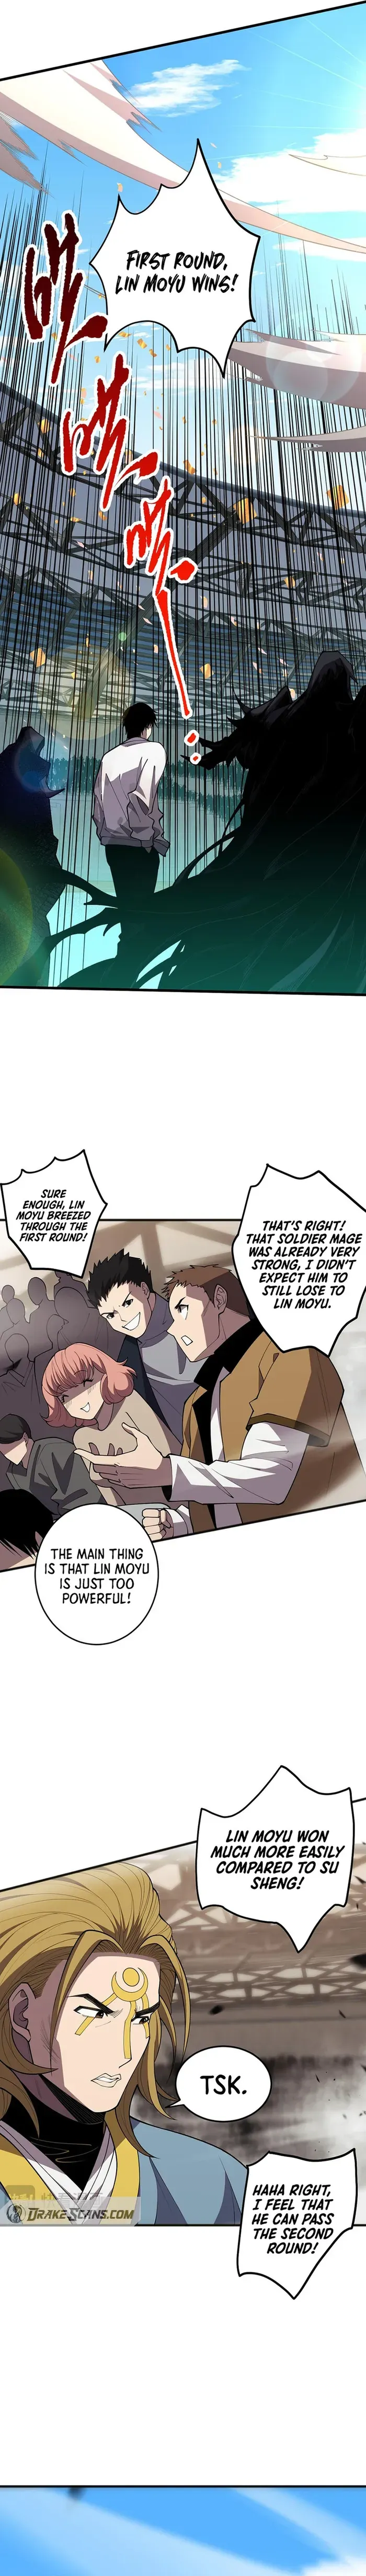 FIRST ROUND,
LIN MOYU WINS!
SURE
ENOUGH, LIN
MOYU BREEZED
THROUGH THE
FIRST ROUND!
THAT'S RIGHT!
THAT SOLDIER MAGE
WAS ALREADY VERY
STRONG, I DIDN'T
EXPECT HIM TO
STILL LOSE TO
LIN MOYU.
THE MAIN THING
IS THAT LIN MOYU
IS JUST TOO
POWERFUL!
LIN MOYU WON
MUCH MORE EASILY
COMPARED TO SU
SHENG!
TSK.
HAHA RIGHT,
I FEEL THAT
HE CAN PASS
THE SECOND
ROUND!
DRAKESCANS.COM